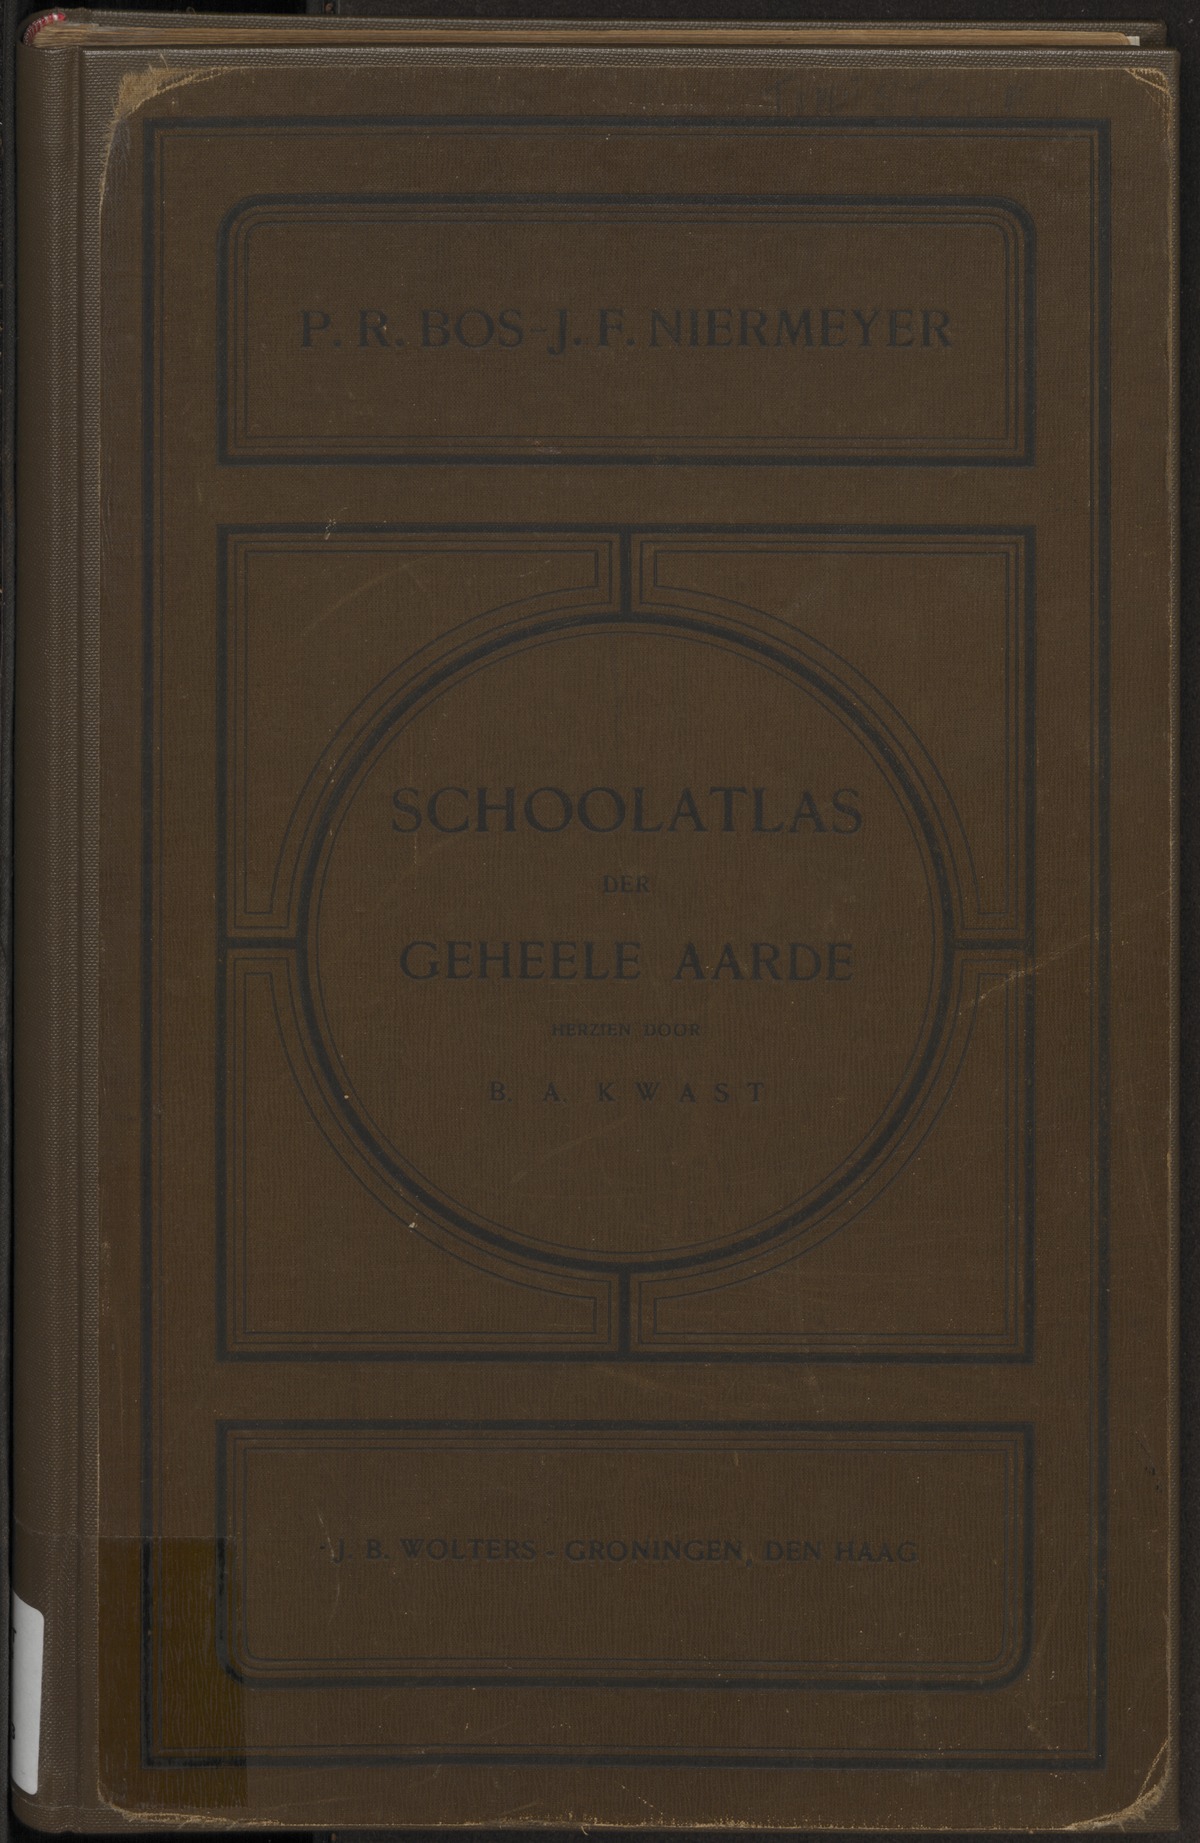 P. R. BOS - J. F. NIERMEYER
SCHOOLATLAS
DER
GEHEELE AARDE
HERZIEN DOOR
B. A. KWAST
J. B. WOLTERS - GRONINGEN, DEN HAAG